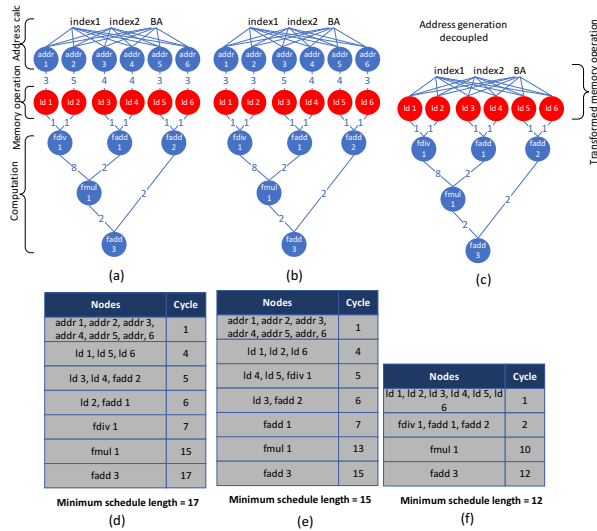 index1 index2 BA
Address calc
addr 1 addr 2 addr 3 addr 4 addr 5 addr 6
3 5 4 4 3 3
Memory operation
ld 1 ld 2 ld 3 ld 4 ld 5 ld 6
1 1 1 1 1 1
Computation
fdiv 1 fadd 1 fadd 2
8 2 2
fmul 1
2
fadd 3
(a)
index1 index2 BA
addr 1 addr 2 addr 3 addr 4 addr 5 addr 6
3 3 5 4 4 3
ld 1 ld 2 ld 3 ld 4 ld 5 ld 6
1 1 1 1 1 1
fdiv 1 fadd 1 fadd 2
8 2 2
fmul 1
2
fadd 3
(b)
Address generation
decoupled
index1 index2 BA
Transformed memory operation
ld 1 ld 2 ld 3 ld 4 ld 5 ld 6
1 1 1 1 1 1
fdiv 1 fadd 1 fadd 2
8 2 2
fmul 1
2
fadd 3
(c)
Nodes Cycle
addr 1, addr 2, addr 3,
addr 4, addr 5, addr, 6 1
ld 1, ld 5, ld 6 4
ld 3, ld 4, fadd 2 5
ld 2, fadd 1 6
fdiv 1 7
fmul 1 15
fadd 3 17
Minimum schedule length = 17
(d)
Nodes Cycle
addr 1, addr 2, addr 3,
addr 4, addr 5, addr, 6 1
ld 1, ld 2, ld 6 4
ld 4, ld 5, fdiv 1 5
ld 3, fadd 2 6
fadd 1 7
fmul 1 13
fadd 3 15
Minimum schedule length = 15
(e)
Nodes Cycle
ld 1, ld 2, ld 3, ld 4, ld 5, ld
6 1
fdiv 1, fadd 1, fadd 2 2
fmul 1 10
fadd 3 12
Minimum schedule length = 12
(f)